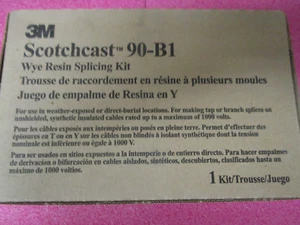 3M
Scotchcast™ 90-B1
Wye Resin Splicing Kit
Trousse de raccordement en résine à plusieurs moules
Juego de empalme de Resina en Y
For use in weather-exposed or direct-burial locations. For making tap or branch splices on
unshielded, synthetic insulated cables rated up to a maximum of 1000 volts.
Pour les câbles exposés aux intempéries ou posés en pleine terre. Permet d'effectuer des
épissures en T ou en Y sur les câbles non blindés à isolant synthétique dont la tension
nominale est inférieure ou égale à 1000 V.
Para ser usados en sitios expuestos a la intemperie o de entierro directo. Para hacer empalmes
de derivación o bifurcación en cables aislados, sintéticos, descubiertos, clasificados hasta un
máximo de 1000 voltios.
1 Kit/Trousse/Juego